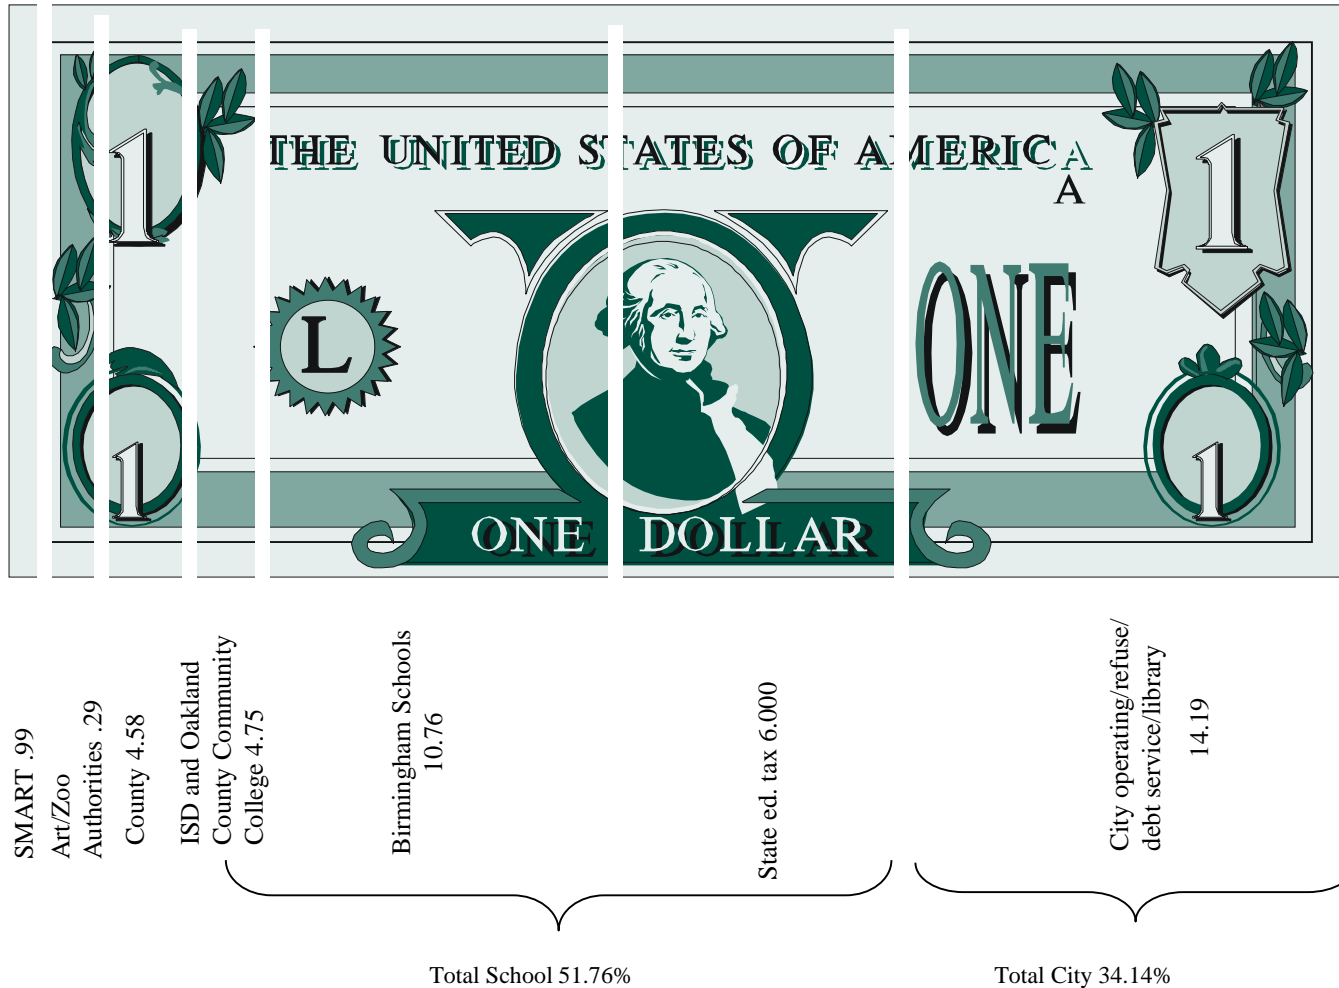 THE UNITED STATES OF AMERICA
A
1
1
L
ONE
1
1
ONE DOLLAR
SMART .99
Art/Zoo
Authorities .29
County 4.58
ISD and Oakland
County Community
College 4.75
Birmingham Schools
10.76
State ed. tax 6.000
City operating/refuse/
debt service/library
14.19
Total School 51.76%
Total City 34.14%